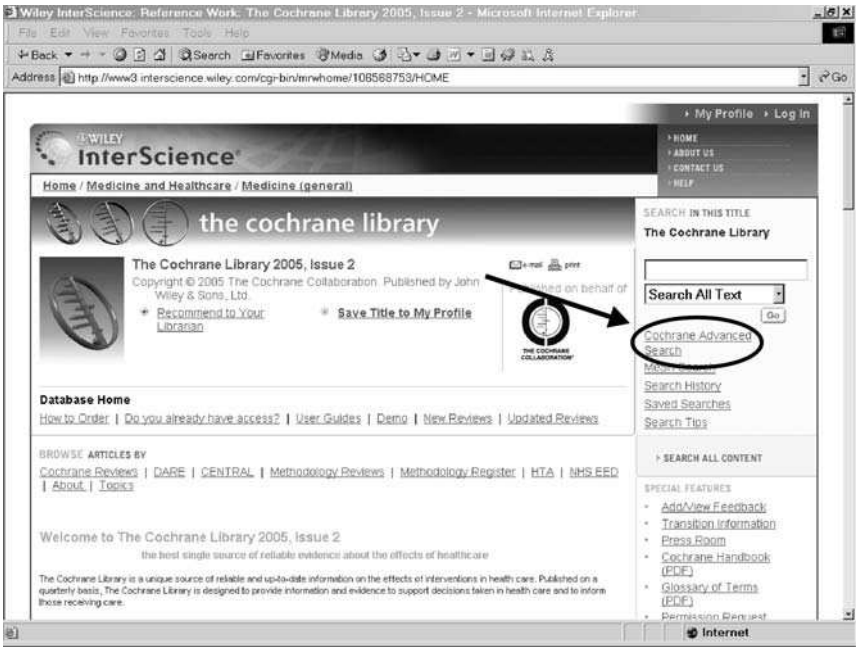 Wiley InterScience: Reference Work: The Cochrane Library 2005, Issue 2 - Microsoft Internet Explorer
File Edit View Favorites Tools Help
Back Search Favorites Media
Address http://www3.interscience.wiley.com/cgi-bin/mrwhome/106568753/HOME Go
My Profile Log In
WILEY
InterScience®
HOME
ABOUT US
CONTACT US
HELP
Home / Medicine and Healthcare / Medicine (general)
the cochrane library
The Cochrane Library 2005, Issue 2
Copyright © 2005 The Cochrane Collaboration. Published by John
Wiley & Sons, Ltd.
Recommend to Your
Librarian
Save Title to My Profile
e-mail print
Published on behalf of
THE COCHRANE
COLLABORATION®
SEARCH IN THIS TITLE
The Cochrane Library
Search All Text
Go
Cochrane Advanced
Search
MeSH Search
Search History
Saved Searches
Search Tips
SEARCH ALL CONTENT
Database Home
How to Order | Do you already have access? | User Guides | Demo | New Reviews | Updated Reviews
BROWSE ARTICLES BY
Cochrane Reviews | DARE | CENTRAL | Methodology Reviews | Methodology Register | HTA | NHS EED
| About | Topics
Welcome to The Cochrane Library 2005, Issue 2
the best single source of reliable evidence about the effects of healthcare
The Cochrane Library is a unique source of reliable and up-to-date information on the effects of interventions in health care. Published on a
quarterly basis, The Cochrane Library is designed to provide information and evidence to support decisions taken in health care and to inform
those receiving care.
SPECIAL FEATURES
Add/View Feedback
Transition Information
Press Room
Cochrane Handbook
(PDF)
Glossary of Terms
(PDF)
Permission Request
Internet